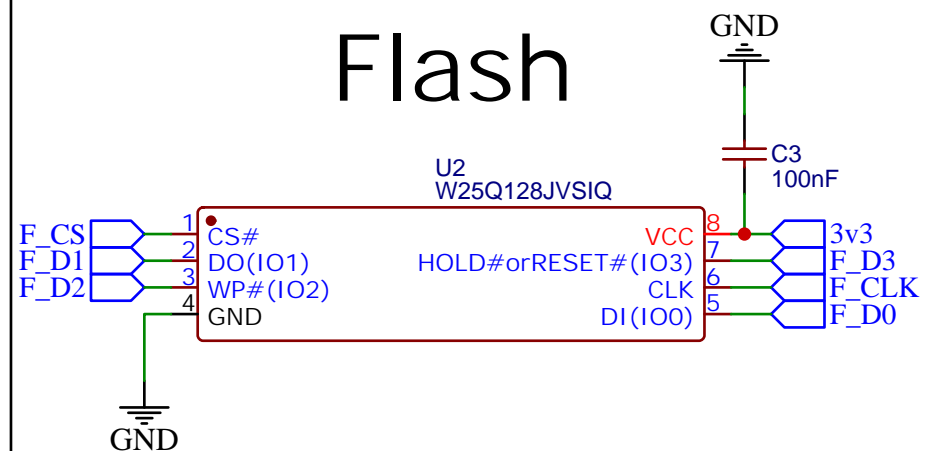 Flash
GND
C3
100nF
U2
W25Q128JVSIQ
F_CS 1 CS# VCC 8 3v3
F_D1 2 DO(IO1) HOLD#orRESET#(IO3) 7 F_D3
F_D2 3 WP#(IO2) CLK 6 F_CLK
4 GND DI(IO0) 5 F_D0
GND